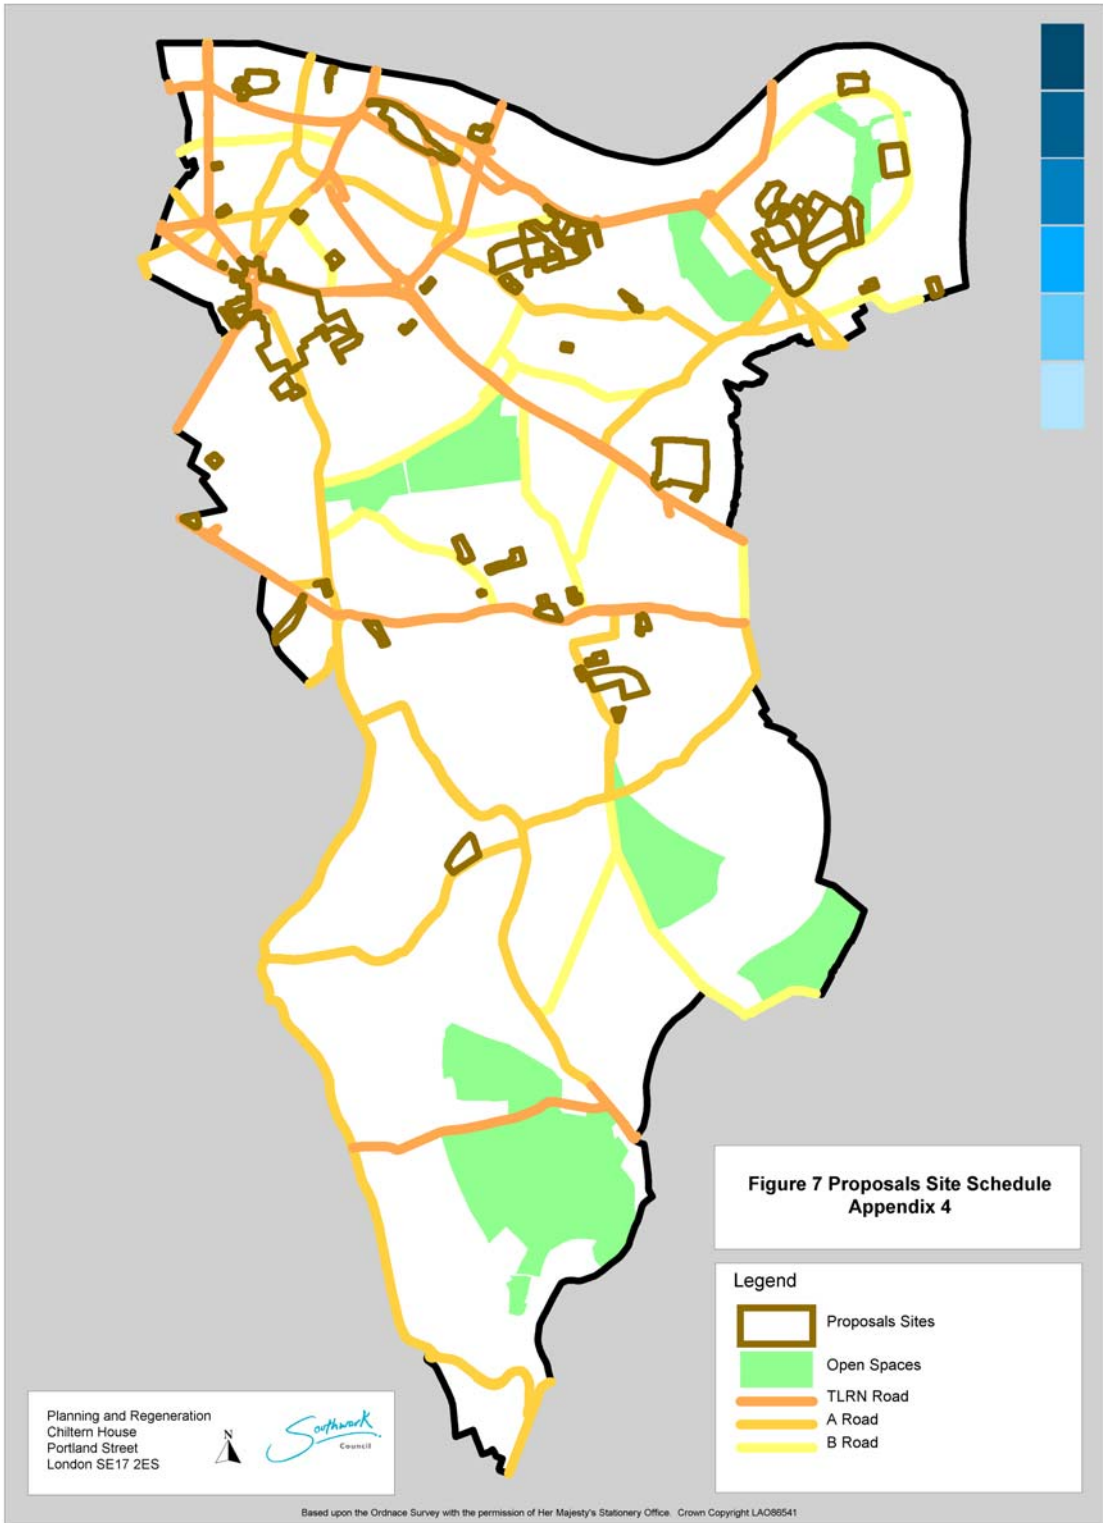 Figure 7 Proposals Site Schedule
Appendix 4
Legend
Proposals Sites
Open Spaces
TLRN Road
A Road
B Road
Planning and Regeneration
Chiltern House
Portland Street
London SE17 2ES
N
Southwark
Council
Based upon the Ordnace Survey with the permission of Her Majesty's Stationery Office. Crown Copyright LAO86541